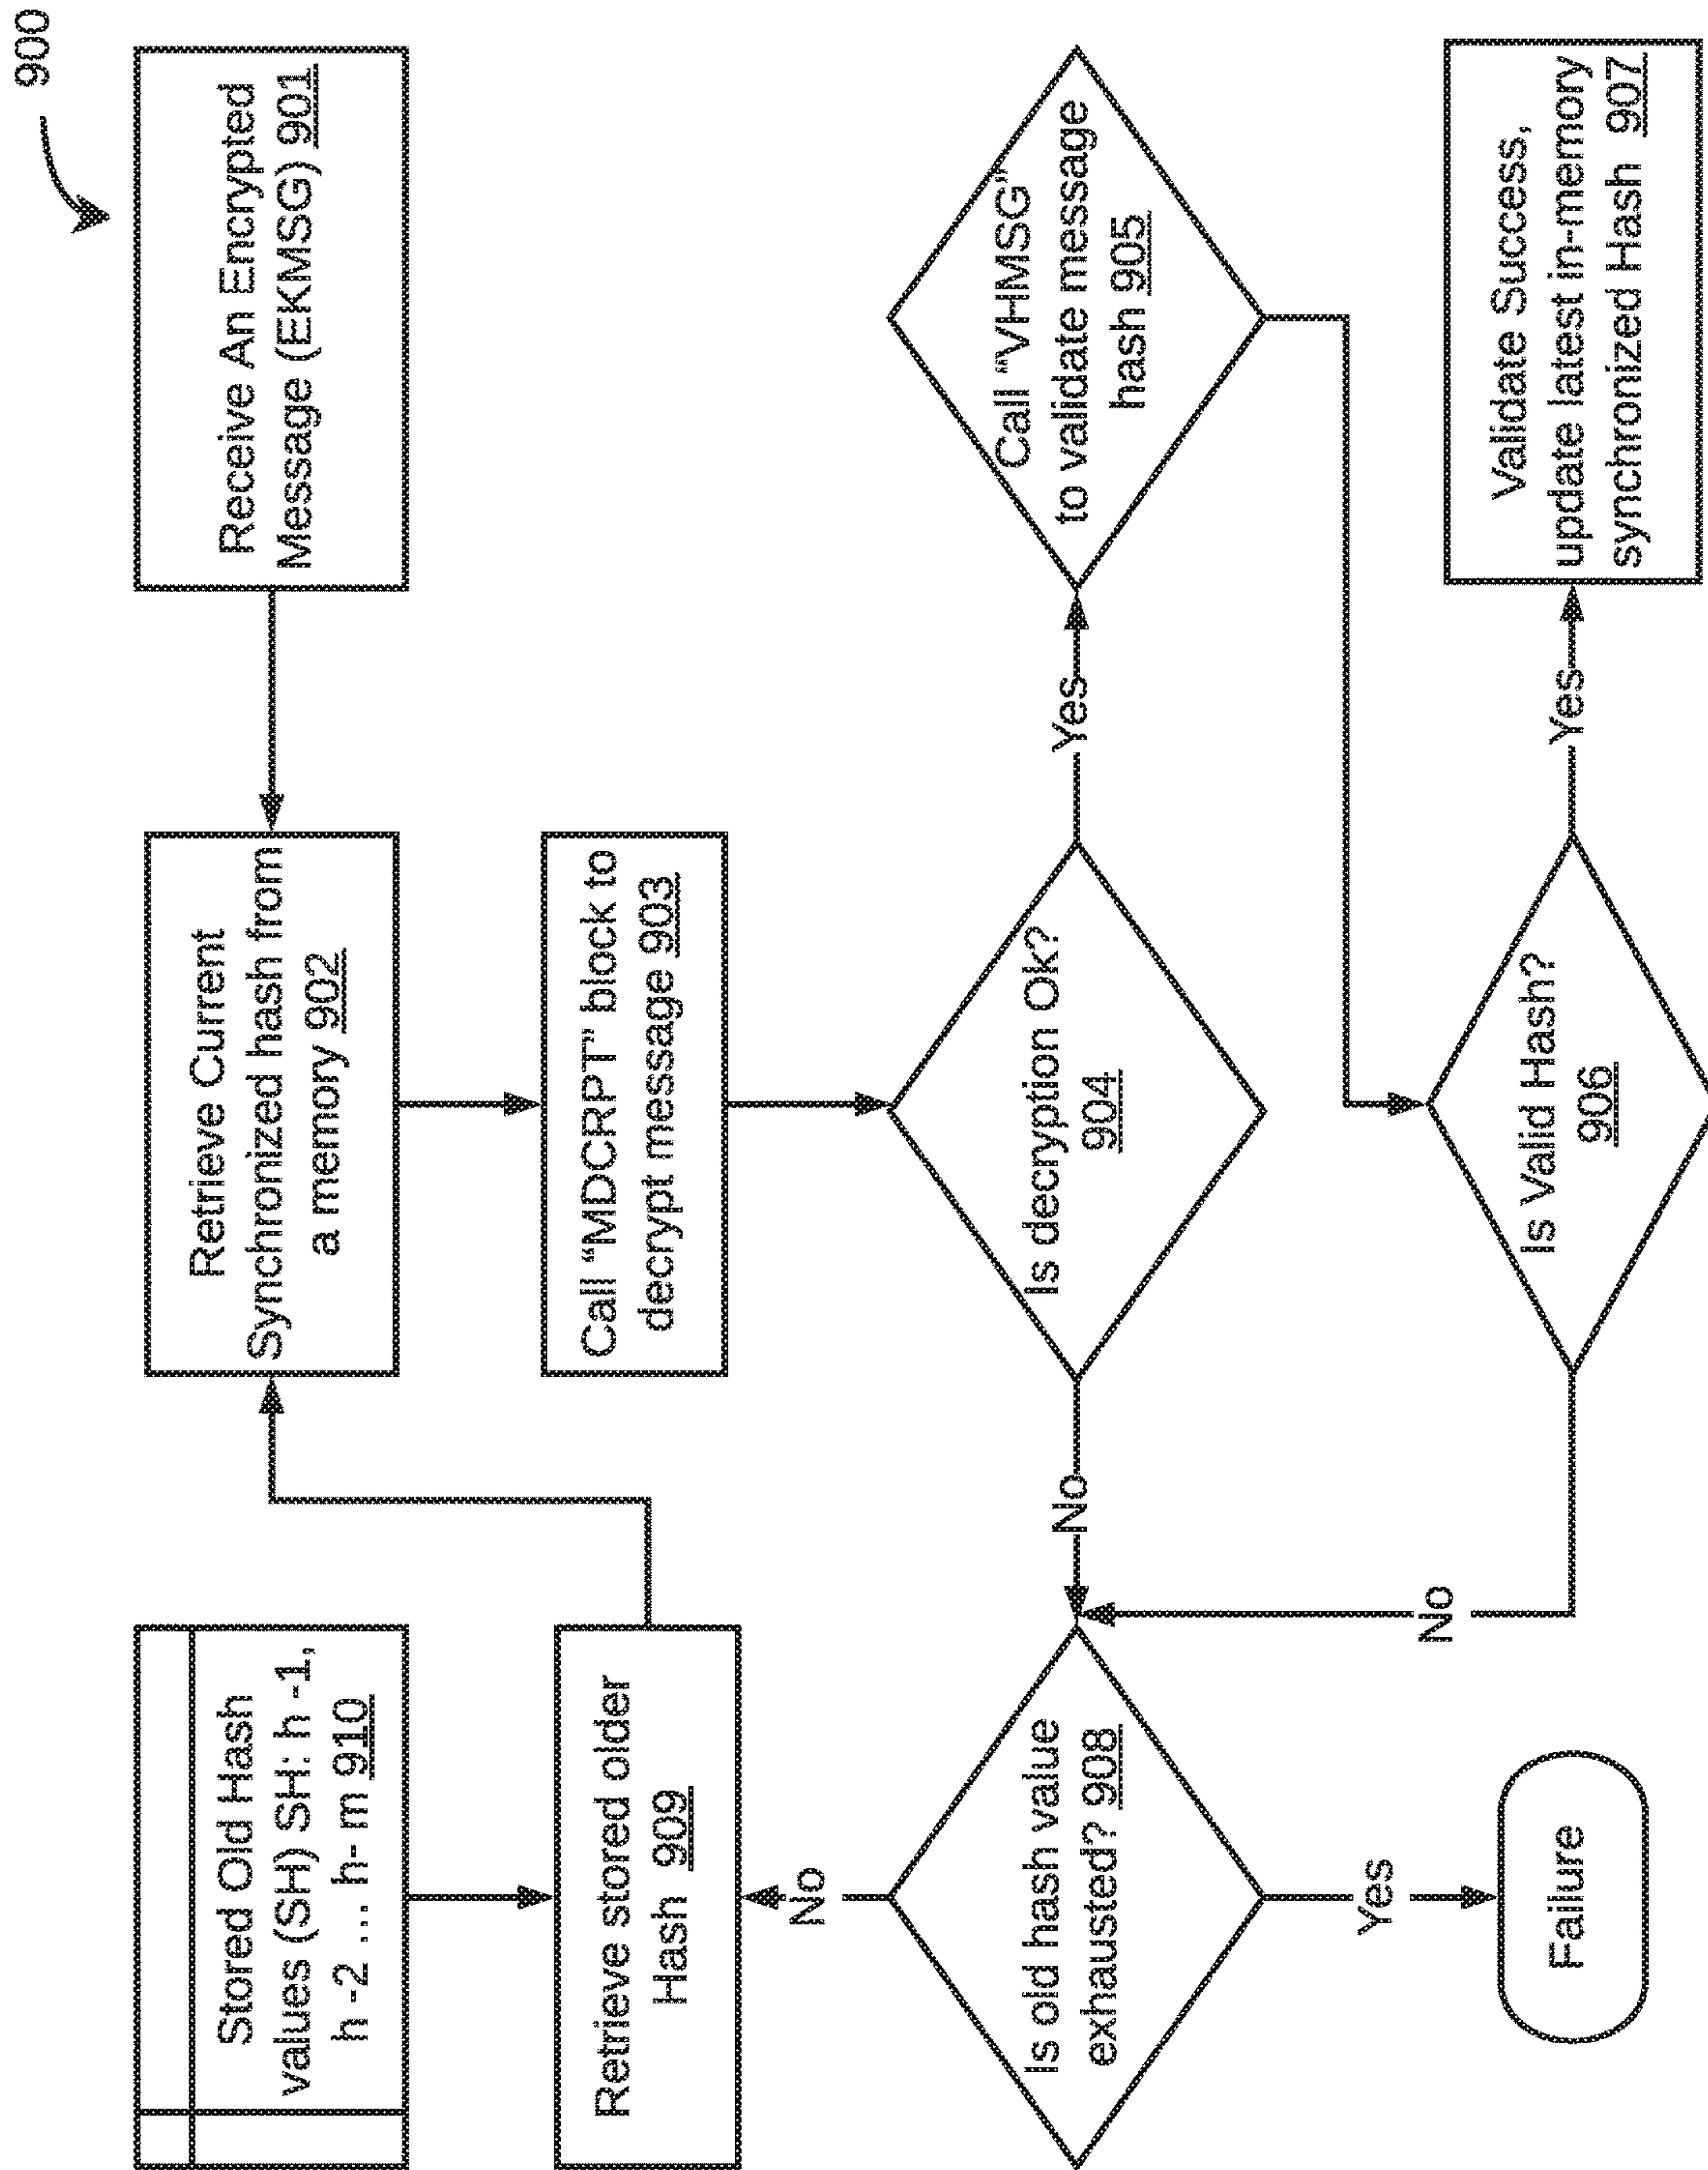 900
Receive An Encrypted
Message (EKMSG) 901
Retrieve Current
Synchronized hash from
a memory 902
Stored Old Hash
values (SH) SH: h -1,
h -2 ... h- m 910
Call “MDCRPT’ block to
decrypt message 903
Retrieve stored older
Hash 909
Call “VHMSG”
to validate message
hash 905
Yes
Is decryption Ok?
904
No
Is old hash value
exhausted? 908
No
Yes
Validate Success,
update latest in-memory
synchronized Hash 907
Yes
Is Valid Hash?
906
No
Failure